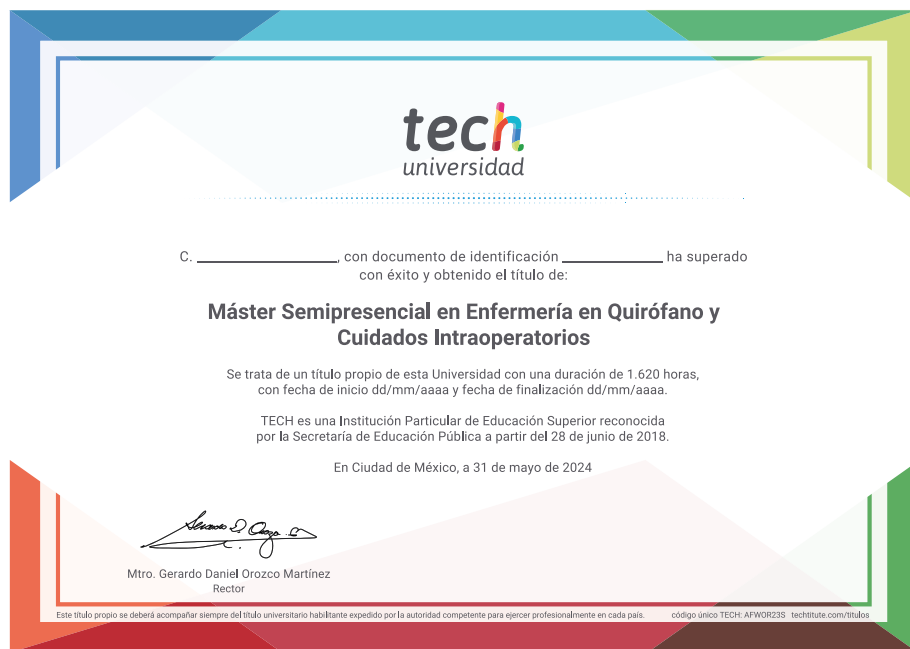 tech
universidad
C. ____________________, con documento de identificación ______________ ha superado
con éxito y obtenido el título de:
Máster Semipresencial en Enfermería en Quirófano y
Cuidados Intraoperatorios
Se trata de un título propio de esta Universidad con una duración de 1.620 horas,
con fecha de inicio dd/mm/aaaa y fecha de finalización dd/mm/aaaa.
TECH es una Institución Particular de Educación Superior reconocida
por la Secretaría de Educación Pública a partir del 28 de junio de 2018.
En Ciudad de México, a 31 de mayo de 2024
Mtro. Gerardo Daniel Orozco Martínez
Rector
Este título propio se deberá acompañar siempre del título universitario habilitante expedido por la autoridad competente para ejercer profesionalmente en cada país. código único TECH: AFWOR23S techtitute.com/titulos